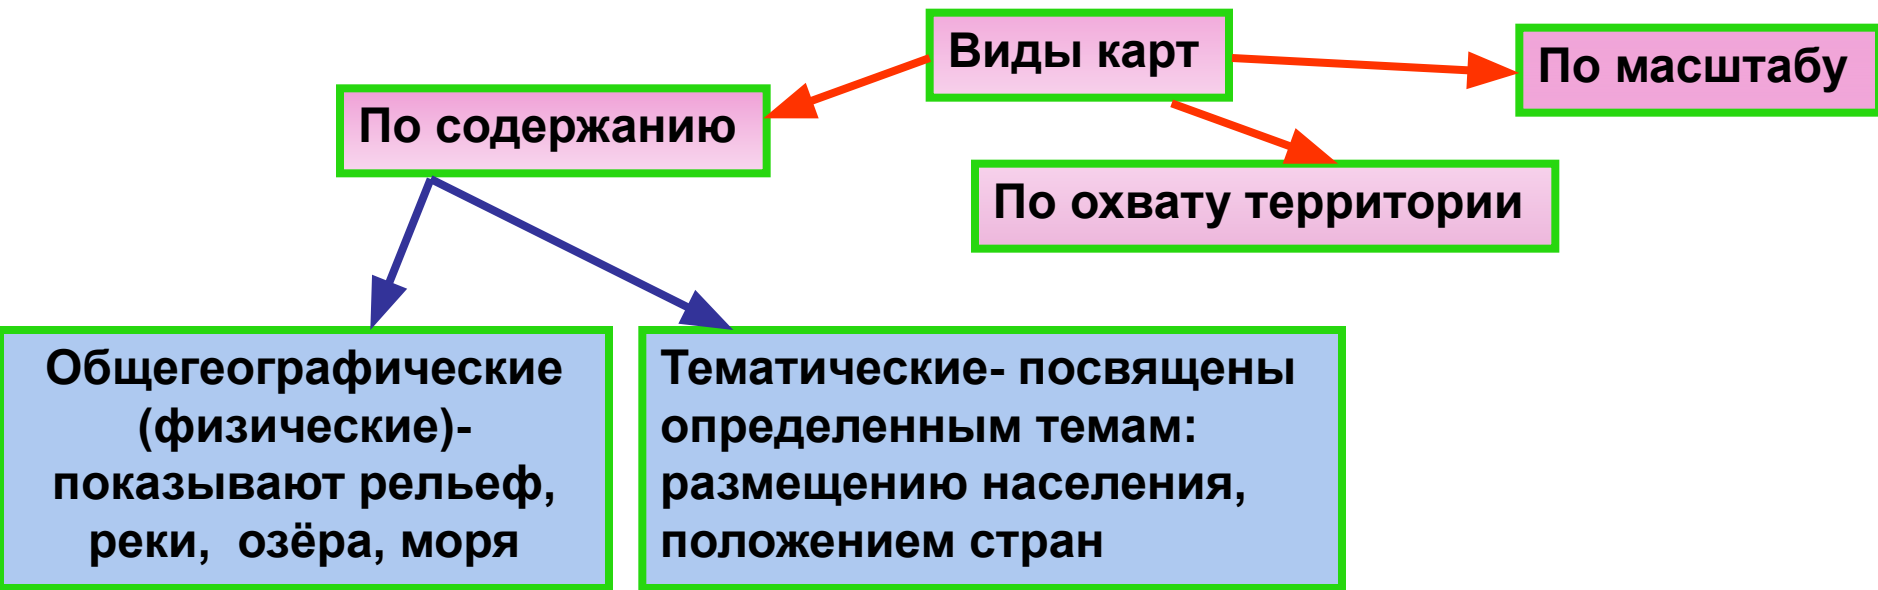 Виды карт
По масштабу
По содержанию
По охвату территории
Общегеографические
(физические)-
показывают рельеф,
реки,  озёра, моря
Тематические- посвящены
определенным темам:
размещению населения,
положением стран